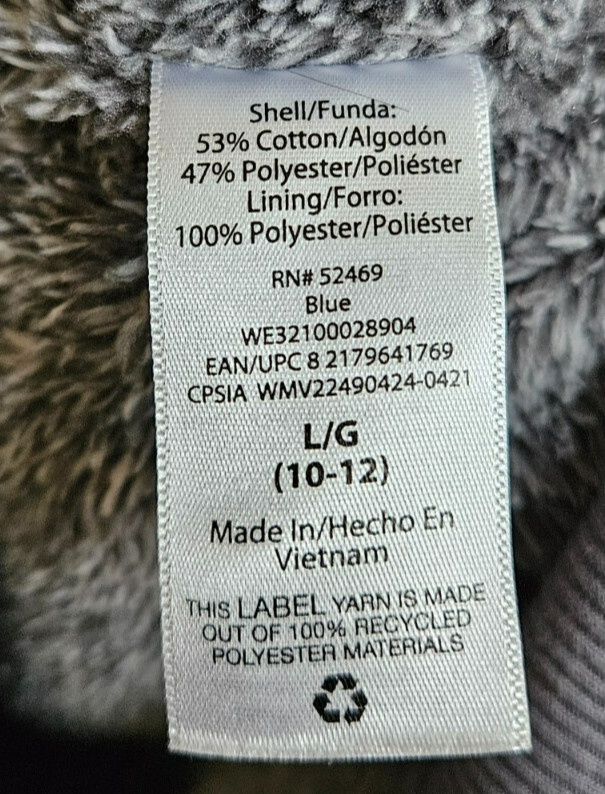 Shell/Funda:
53% Cotton/Algodón
47% Polyester/Poliéster
Lining/Forro:
100% Polyester/Poliéster
RN# 52469
Blue
WE32100028904
EAN/UPC 8 2179641769
CPSIA WMV22490424-0421
L/G
(10-12)
Made In/Hecho En
Vietnam
THIS LABEL YARN IS MADE
OUT OF 100% RECYCLED
POLYESTER MATERIALS